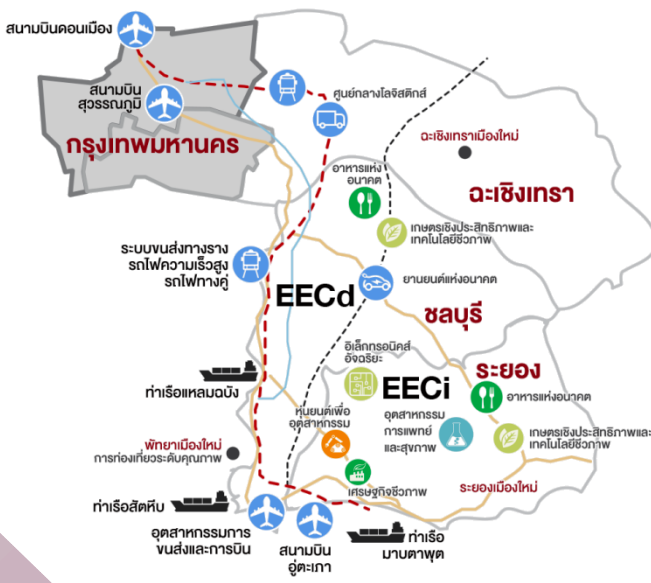 สนามบินดอนเมือง
สนามบิน
สุวรรณภูมิ
กรุงเทพมหานคร
ศูนย์กลางโลจิสติกส์
ฉะเชิงเทราเมืองใหม่
อาหารแห่ง
อนาคต
ฉะเชิงเทรา
เกษตรเชิงประสิทธิภาพและ
เทคโนโลยีชีวภาพ
ระบบขนส่งทางราง
รถไฟความเร็วสูง
รถไฟทางคู่
EECd
ยานยนต์แห่งอนาคต
ชลบุรี
อิเล็กทรอนิคส์
อัจฉริยะ
ระยอง
ท่าเรือแหลมฉบัง
EECi
อาหารแห่งอนาคต
หุ่นยนต์เพื่อ
อุตสาหกรรม
อุตสาหกรรม
การแพทย์
และสุขภาพ
เกษตรเชิงประสิทธิภาพและ
เทคโนโลยีชีวภาพ
พัทยาเมืองใหม่
การท่องเที่ยวระดับคุณภาพ
เศรษฐกิจชีวภาพ
ระยองเมืองใหม่
ท่าเรือสัตหีบ
อุตสาหกรรมการ
ขนส่งและการบิน
สนามบิน
อู่ตะเภา
ท่าเรือ
มาบตาพุต